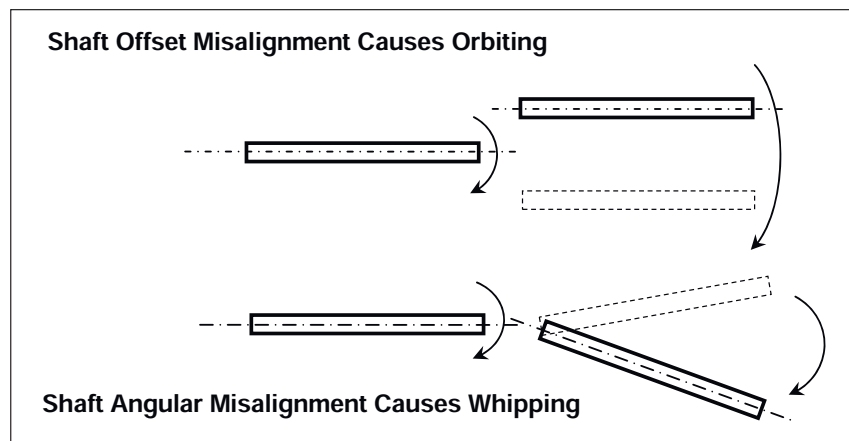 Shaft Offset Misalignment Causes Orbiting
Shaft Angular Misalignment Causes Whipping